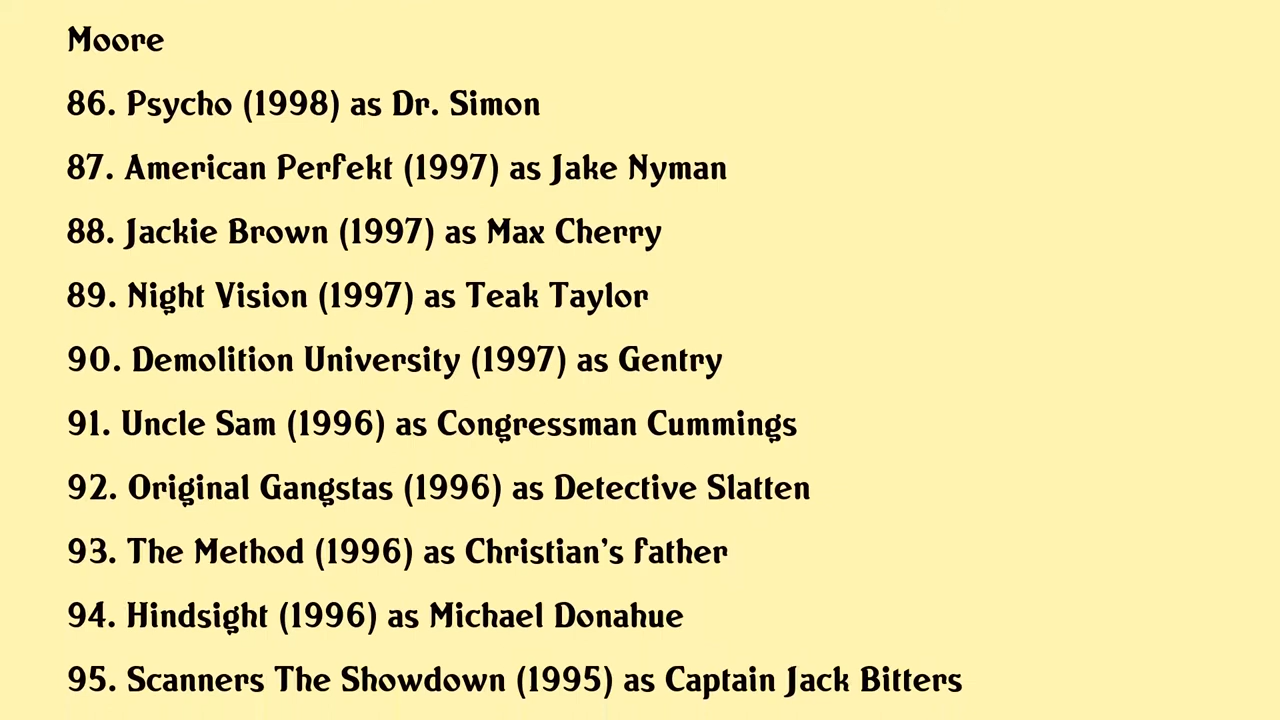 Moore
86. Psycho (1998) as Dr. Simon
87. American Perfekt (1997) as Jake Nyman
88. Jackie Brown (1997) as Max Cherry
89. Night Vision (1997) as Teak Taylor
90. Demolition University (1997) as Gentry
91. Uncle Sam (1996) as Congressman Cummings
92. Original Gangstas (1996) as Detective Slatten
93. The Method (1996) as Christian's father
94. Hindsight (1996) as Michael Donahue
95. Scanners The Showdown (1995) as Captain Jack Bitters